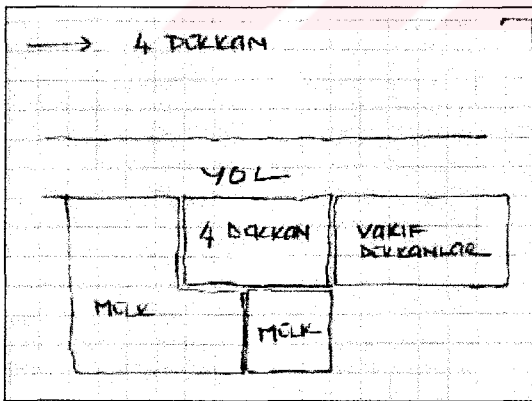 → 4 DÜKKAN
YOL
4 DÜKKAN
VAKIF
DÜKKANLAR
MÜLK
MÜLK